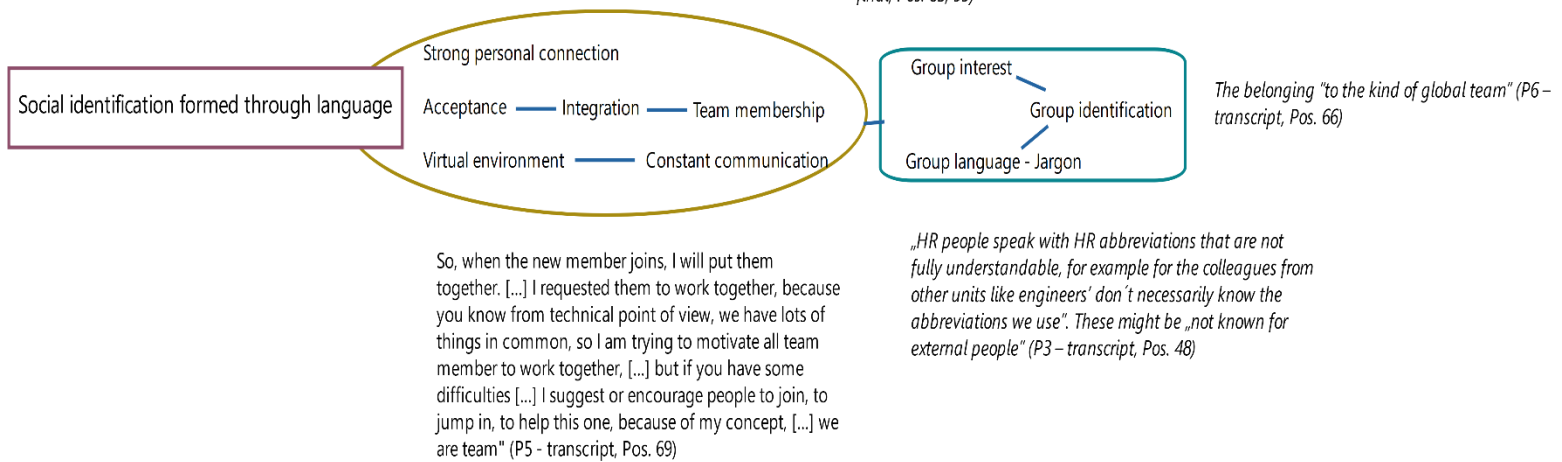 Social identification formed through language
Strong personal connection
Acceptance
Integration
Team membership
Virtual environment
Constant communication
Group interest
Group identification
Group language - Jargon
The belonging "to the kind of global team" (P6 –
transcript, Pos. 66)
So, when the new member joins, I will put them
together. [...] I requested them to work together, because
you know from technical point of view, we have lots of
things in common, so I am trying to motivate all team
member to work together, [...] but if you have some
difficulties [...] I suggest or encourage people to join, to
jump in, to help this one, because of my concept, [...] we
are team" (P5 - transcript, Pos. 69)
„HR people speak with HR abbreviations that are not
fully understandable, for example for the colleagues from
other units like engineers' don´t necessarily know the
abbreviations we use". These might be „not known for
external people" (P3 – transcript, Pos. 48)